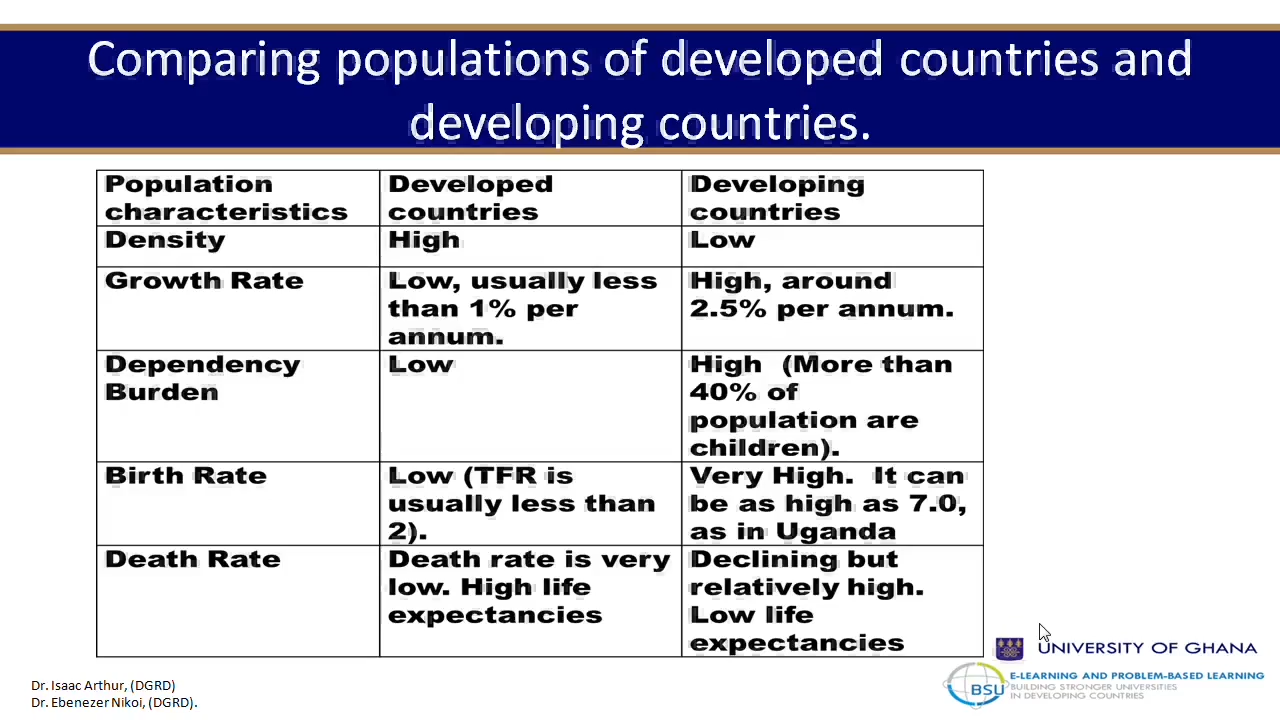 Comparing populations of developed countries and
developing countries.
Population characteristics | Developed countries | Developing countries
Density | High | Low
Growth Rate | Low, usually less than 1% per annum. | High, around 2.5% per annum.
Dependency Burden | Low | High (More than 40% of population are children).
Birth Rate | Low (TFR is usually less than 2). | Very High. It can be as high as 7.0, as in Uganda
Death Rate | Death rate is very low. High life expectancies | Declining but relatively high. Low life expectancies
UNIVERSITY OF GHANA
BSU
E-LEARNING AND PROBLEM-BASED LEARNING
BUILDING STRONGER UNIVERSITIES
IN DEVELOPING COUNTRIES
Dr. Isaac Arthur, (DGRD)
Dr. Ebenezer Nikoi, (DGRD).